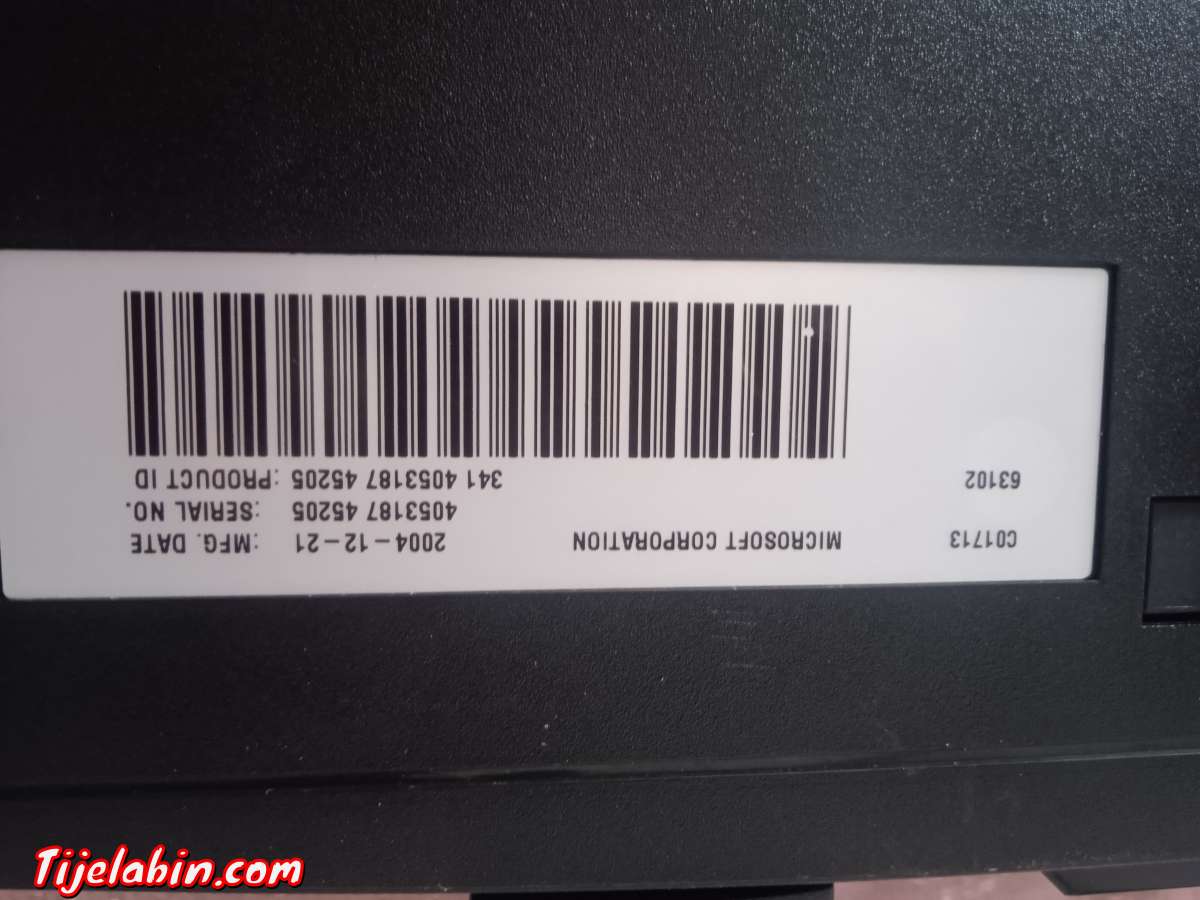 C01713 MICROSOFT CORPORATION 2004-12-21 :MFG. DATE
4053187 45205 :SERIAL NO.
63102 341 4053187 45205 :PRODUCT ID
Tijelabin.com